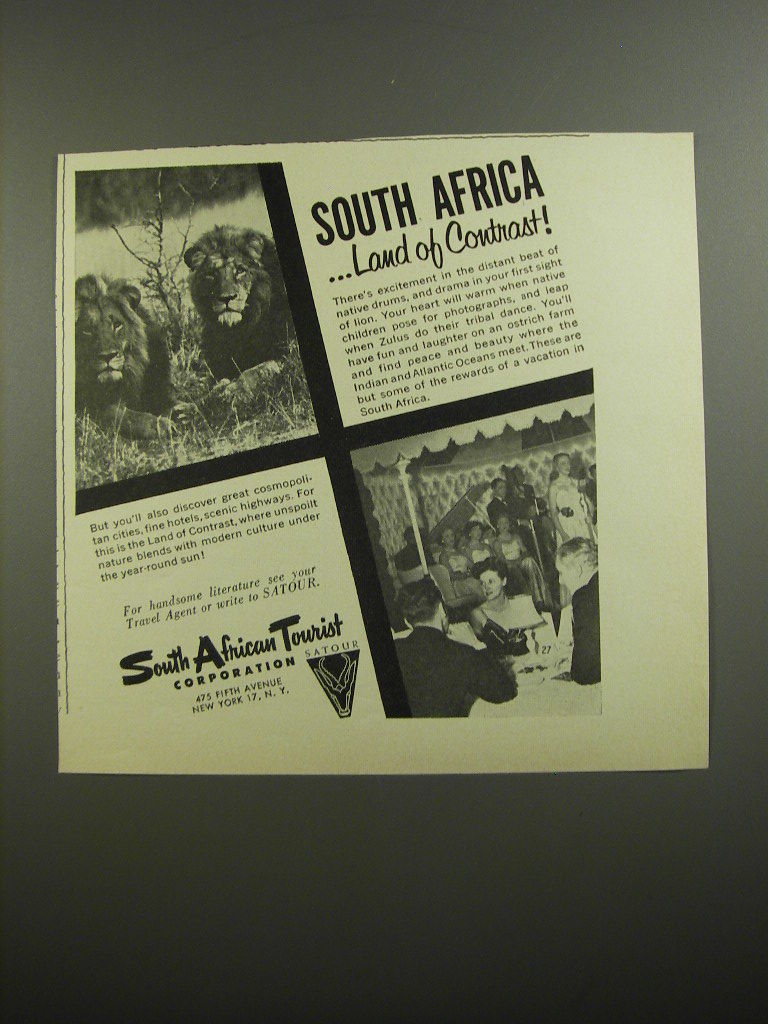 SOUTH AFRICA
...Land of Contrast!
There's excitement in the distant beat of
native drums, and drama in your first sight
of lion. Your heart will warm when native
children pose for photographs, and leap
when Zulus do their tribal dance. You'll
have fun and laughter on an ostrich farm
and find peace and beauty where the
Indian and Atlantic Oceans meet. These are
but some of the rewards of a vacation in
South Africa.
But you'll also discover great cosmopoli-
tan cities, fine hotels, scenic highways. For
this is the Land of Contrast, where unspoilt
nature blends with modern culture under
the year-round sun!
For handsome literature see your
Travel Agent or write to SATOUR.
South African Tourist
CORPORATION
SATOUR
475 FIFTH AVENUE
NEW YORK 17, N. Y.
27